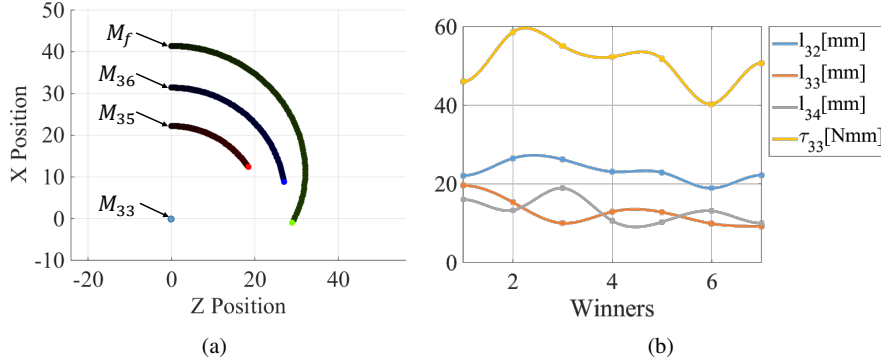 50
40
30
20
10
0
-10
X Position
M_f
M_36
M_35
M_33
-20 0 20 40
Z Position
(a)
60
40
20
0
2 4 6
Winners
l_32[mm]
l_33[mm]
l_34[mm]
τ_33[Nmm]
(b)